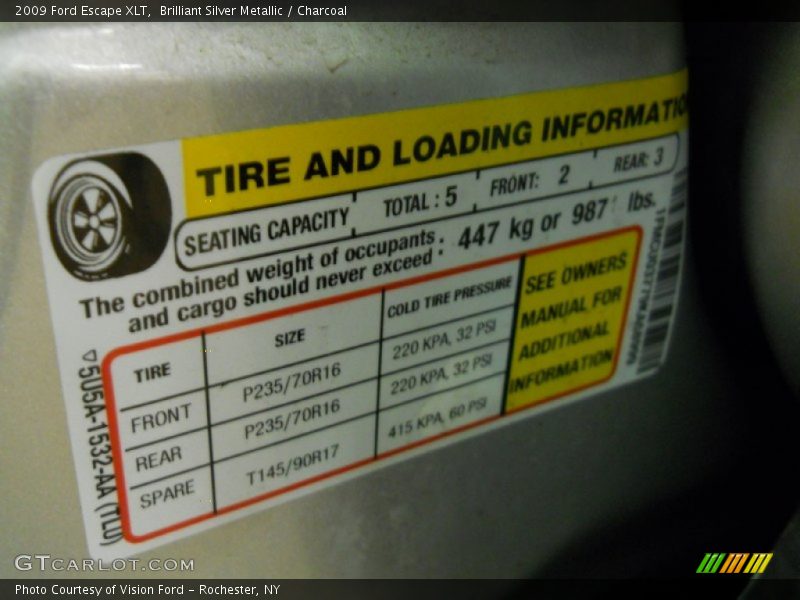 2009 Ford Escape XLT,  Brilliant Silver Metallic / Charcoal
TIRE AND LOADING INFORMATIO
SEATING CAPACITY TOTAL : 5 FRONT: 2 REAR: 3
The combined weight of occupants
and cargo should never exceed : 447 kg or 987 lbs.
TIRE SIZE COLD TIRE PRESSURE
FRONT P235/70R16 220 KPA, 32 PSI
REAR P235/70R16 220 KPA, 32 PSI
SPARE T145/90R17 415 KPA, 60 PSI
SEE OWNERS
MANUAL FOR
ADDITIONAL
INFORMATION
5U5A-1532-AA (TLD)
GTCARLOT.COM
Photo Courtesy of Vision Ford - Rochester, NY